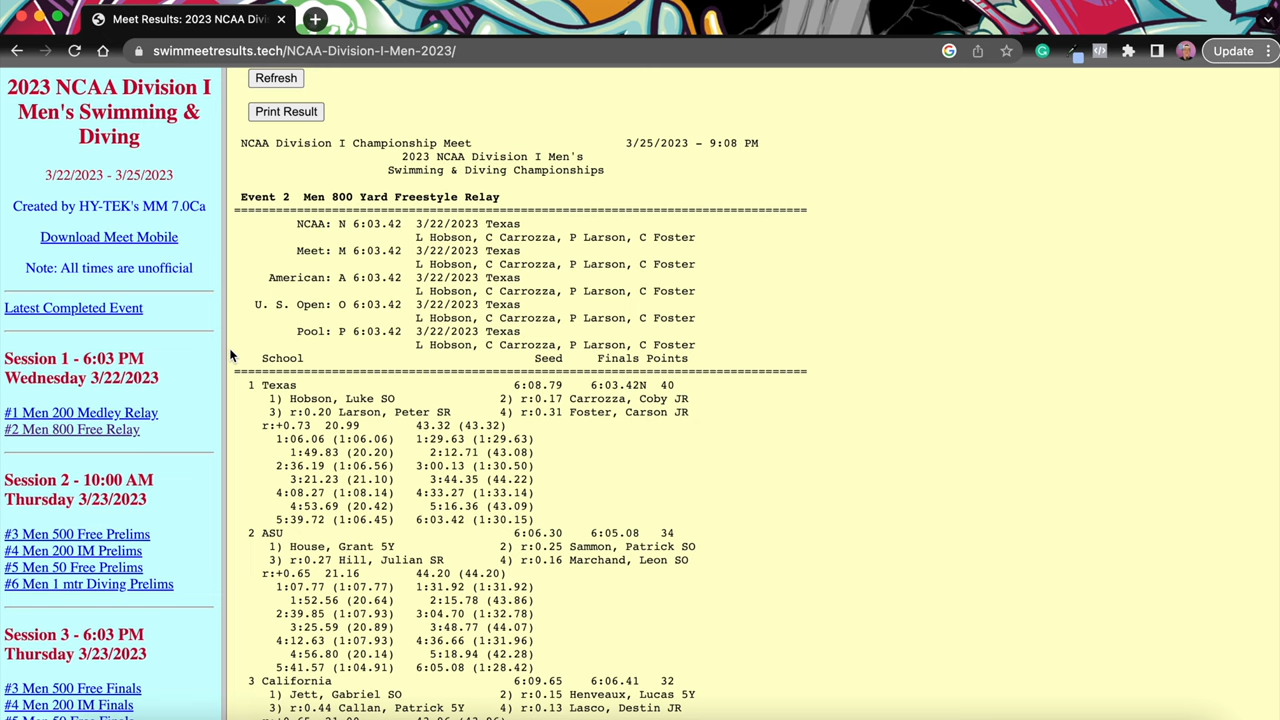 Meet Results: 2023 NCAA Divi
swimmeetresults.tech/NCAA-Division-I-Men-2023/
Update
2023 NCAA Division I
Men's Swimming &
Diving
3/22/2023 - 3/25/2023
Created by HY-TEK's MM 7.0Ca
Download Meet Mobile
Note: All times are unofficial
Latest Completed Event
Session 1 - 6:03 PM
Wednesday 3/22/2023
#1 Men 200 Medley Relay
#2 Men 800 Free Relay
Session 2 - 10:00 AM
Thursday 3/23/2023
#3 Men 500 Free Prelims
#4 Men 200 IM Prelims
#5 Men 50 Free Prelims
#6 Men 1 mtr Diving Prelims
Session 3 - 6:03 PM
Thursday 3/23/2023
#3 Men 500 Free Finals
#4 Men 200 IM Finals
#5 Men 50 Free Finals
Refresh
Print Result
NCAA Division I Championship Meet 3/25/2023 - 9:08 PM
2023 NCAA Division I Men's
Swimming & Diving Championships
Event 2 Men 800 Yard Freestyle Relay
NCAA: N 6:03.42 3/22/2023 Texas
L Hobson, C Carrozza, P Larson, C Foster
Meet: M 6:03.42 3/22/2023 Texas
L Hobson, C Carrozza, P Larson, C Foster
American: A 6:03.42 3/22/2023 Texas
L Hobson, C Carrozza, P Larson, C Foster
U. S. Open: O 6:03.42 3/22/2023 Texas
L Hobson, C Carrozza, P Larson, C Foster
Pool: P 6:03.42 3/22/2023 Texas
L Hobson, C Carrozza, P Larson, C Foster
School Seed Finals Points
1 Texas 6:08.79 6:03.42N 40
1) Hobson, Luke SO 2) r:0.17 Carrozza, Coby JR
3) r:0.20 Larson, Peter SR 4) r:0.31 Foster, Carson JR
r:+0.73 20.99 43.32 (43.32)
1:06.06 (1:06.06) 1:29.63 (1:29.63)
1:49.83 (20.20) 2:12.71 (43.08)
2:36.19 (1:06.56) 3:00.13 (1:30.50)
3:21.23 (21.10) 3:44.35 (44.22)
4:08.27 (1:08.14) 4:33.27 (1:33.14)
4:53.69 (20.42) 5:16.36 (43.09)
5:39.72 (1:06.45) 6:03.42 (1:30.15)
2 ASU 6:06.30 6:05.08 34
1) House, Grant 5Y 2) r:0.25 Sammon, Patrick SO
3) r:0.27 Hill, Julian SR 4) r:0.16 Marchand, Leon SO
r:+0.65 21.16 44.20 (44.20)
1:07.77 (1:07.77) 1:31.92 (1:31.92)
1:52.56 (20.64) 2:15.78 (43.86)
2:39.85 (1:07.93) 3:04.70 (1:32.78)
3:25.59 (20.89) 3:48.77 (44.07)
4:12.63 (1:07.93) 4:36.66 (1:31.96)
4:56.80 (20.14) 5:18.94 (42.28)
5:41.57 (1:04.91) 6:05.08 (1:28.42)
3 California 6:09.65 6:06.41 32
1) Jett, Gabriel SO 2) r:0.15 Henveaux, Lucas 5Y
3) r:0.44 Callan, Patrick 5Y 4) r:0.13 Lasco, Destin JR